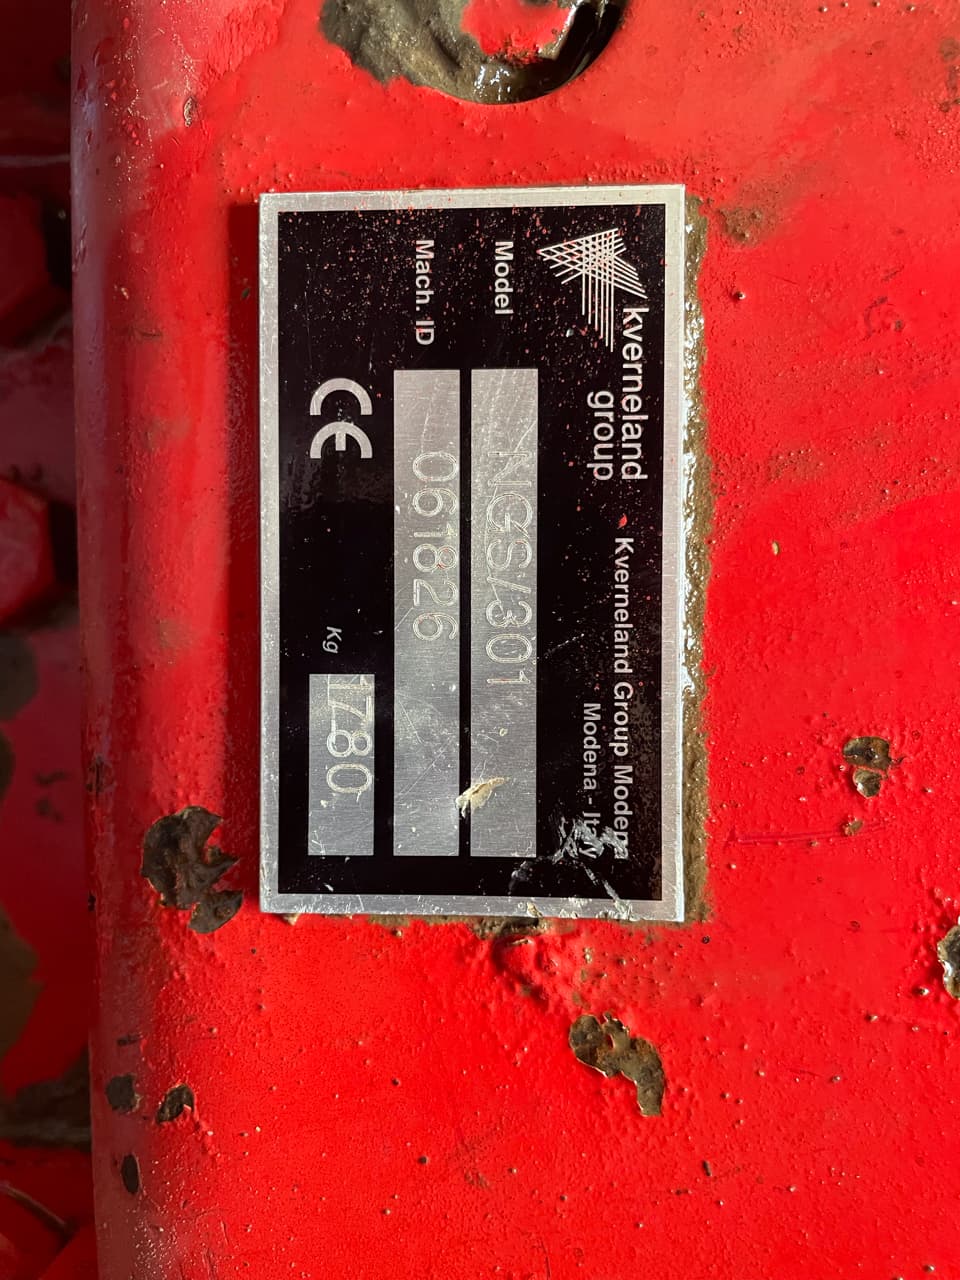 kverneland
group
Kverneland Group Modena
Modena - Italy
Model NGS/301
Mach. ID 061826
CE
Kg 1780